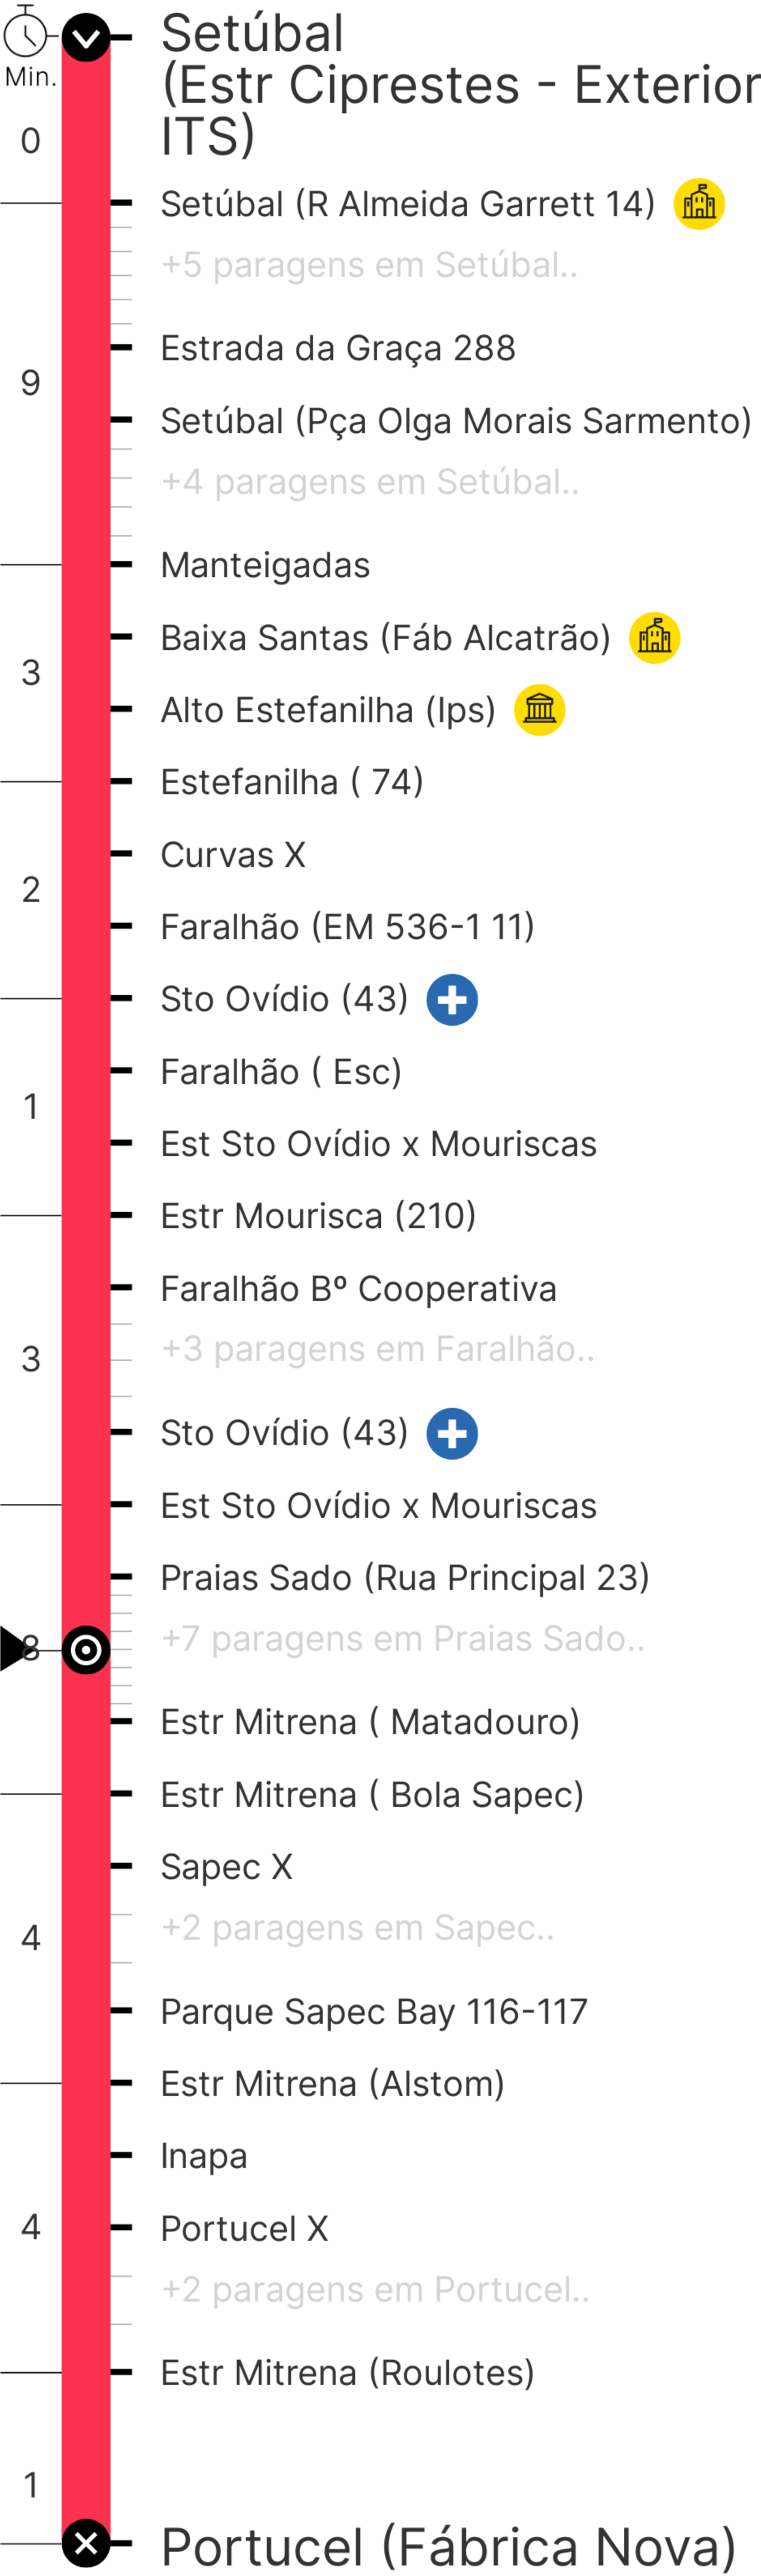 Setúbal
Min.
(Estr Ciprestes - Exterior
ITS)
0
Setúbal (R Almeida Garrett 14)
+5 paragens em Setúbal..
Estrada da Graça 288
9
Setúbal (Pça Olga Morais Sarmento)
+4 paragens em Setúbal..
Manteigadas
Baixa Santas (Fáb Alcatrão)
3
Alto Estefanilha (Ips)
Estefanilha ( 74)
Curvas X
2
Faralhão (EM 536-1 11)
Sto Ovídio (43)
Faralhão ( Esc)
1
Est Sto Ovídio x Mouriscas
Estr Mourisca (210)
Faralhão Bº Cooperativa
+3 paragens em Faralhão..
3
Sto Ovídio (43)
Est Sto Ovídio x Mouriscas
Praias Sado (Rua Principal 23)
+7 paragens em Praias Sado..
8
Estr Mitrena ( Matadouro)
Estr Mitrena ( Bola Sapec)
Sapec X
+2 paragens em Sapec..
4
Parque Sapec Bay 116-117
Estr Mitrena (Alstom)
Inapa
4
Portucel X
+2 paragens em Portucel..
Estr Mitrena (Roulotes)
1
Portucel (Fábrica Nova)